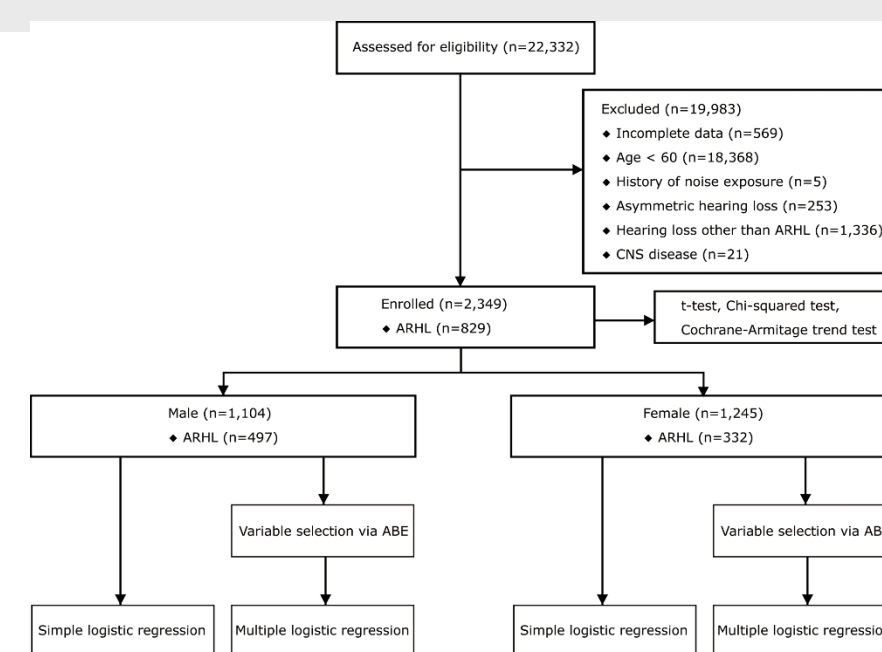 Assessed for eligibility (n=22,332)
Excluded (n=19,983)
◆ Incomplete data (n=569)
◆ Age < 60 (n=18,368)
◆ History of noise exposure (n=5)
◆ Asymmetric hearing loss (n=253)
◆ Hearing loss other than ARHL (n=1,336)
◆ CNS disease (n=21)
Enrolled (n=2,349)
◆ ARHL (n=829)
t-test, Chi-squared test,
Cochrane-Armitage trend test
Male (n=1,104)
◆ ARHL (n=497)
Female (n=1,245)
◆ ARHL (n=332)
Variable selection via ABE
Variable selection via AB
Simple logistic regression
Multiple logistic regression
Simple logistic regression
Multiple logistic regressio